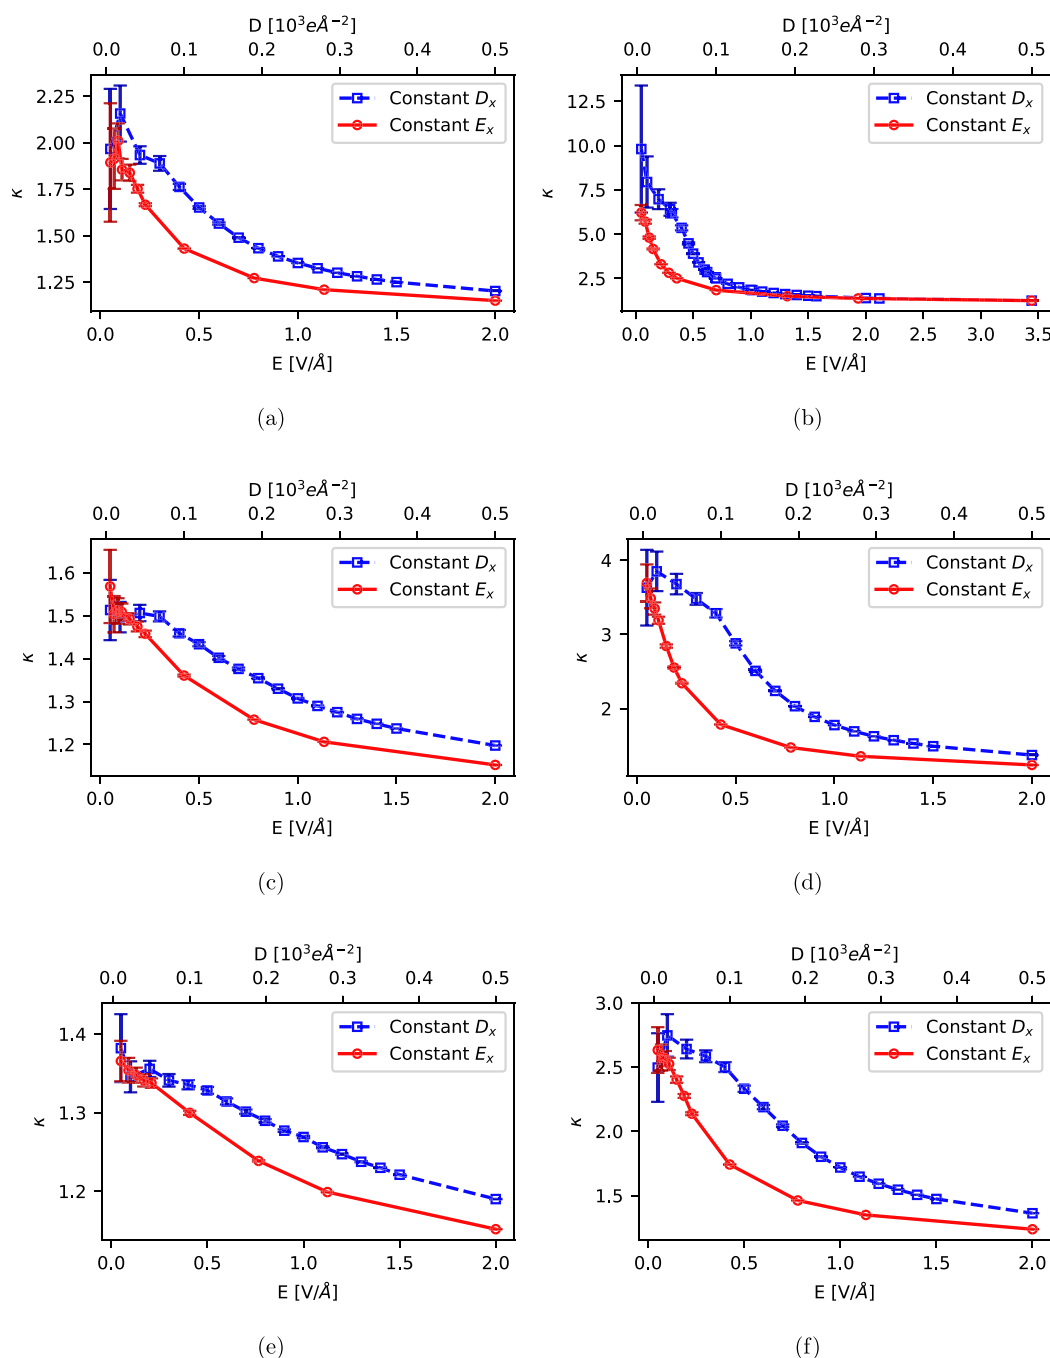 D [10³eÅ⁻²]
0.0 0.1 0.2 0.3 0.4 0.5
2.25
2.00
1.75
1.50
1.25
κ
Constant Dₓ
Constant Eₓ
0.0 0.5 1.0 1.5 2.0
E [V/Å]
(a)
D [10³eÅ⁻²]
0.0 0.1 0.2 0.3 0.4 0.5
12.5
10.0
7.5
5.0
2.5
κ
Constant Dₓ
Constant Eₓ
0.0 0.5 1.0 1.5 2.0 2.5 3.0 3.5
E [V/Å]
(b)
D [10³eÅ⁻²]
0.0 0.1 0.2 0.3 0.4 0.5
1.6
1.5
1.4
1.3
1.2
κ
Constant Dₓ
Constant Eₓ
0.0 0.5 1.0 1.5 2.0
E [V/Å]
(c)
D [10³eÅ⁻²]
0.0 0.1 0.2 0.3 0.4 0.5
4
3
2
κ
Constant Dₓ
Constant Eₓ
0.0 0.5 1.0 1.5 2.0
E [V/Å]
(d)
D [10³eÅ⁻²]
0.0 0.1 0.2 0.3 0.4 0.5
1.4
1.3
1.2
κ
Constant Dₓ
Constant Eₓ
0.0 0.5 1.0 1.5 2.0
E [V/Å]
(e)
D [10³eÅ⁻²]
0.0 0.1 0.2 0.3 0.4 0.5
3.0
2.5
2.0
1.5
κ
Constant Dₓ
Constant Eₓ
0.0 0.5 1.0 1.5 2.0
E [V/Å]
(f)